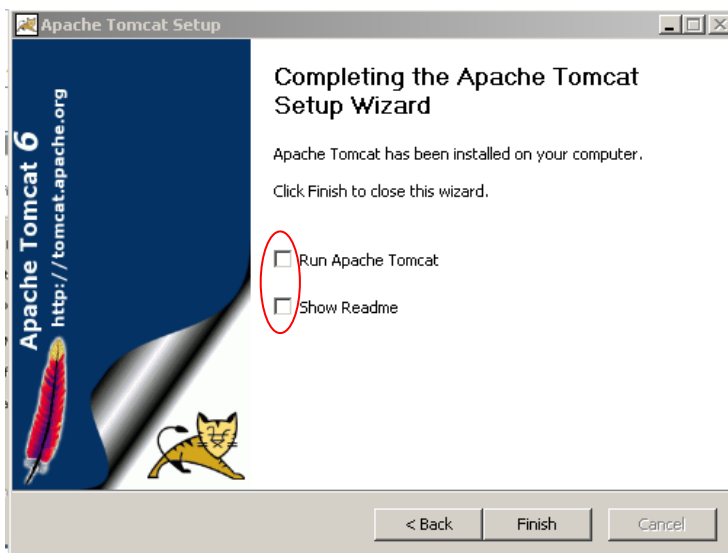 Apache Tomcat Setup
Apache Tomcat 6
http://tomcat.apache.org
Completing the Apache Tomcat
Setup Wizard
Apache Tomcat has been installed on your computer.
Click Finish to close this wizard.
Run Apache Tomcat
Show Readme
< Back
Finish
Cancel